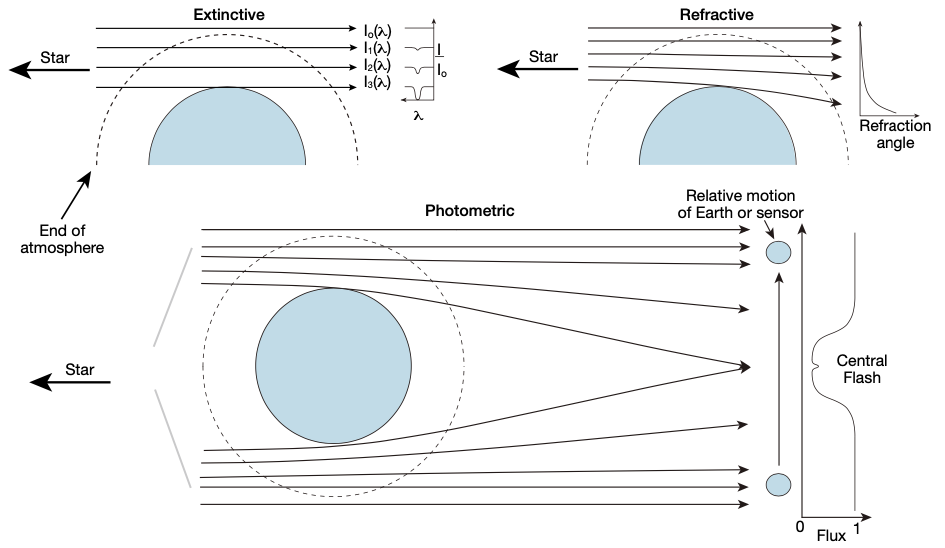 Extinctive
Star
I₀(λ)
I₁(λ)
I₂(λ)
I₃(λ)
I
I₀
λ
End of
atmosphere
Refractive
Star
Refraction
angle
Photometric
Relative motion
of Earth or sensor
Star
Central
Flash
0
Flux
1